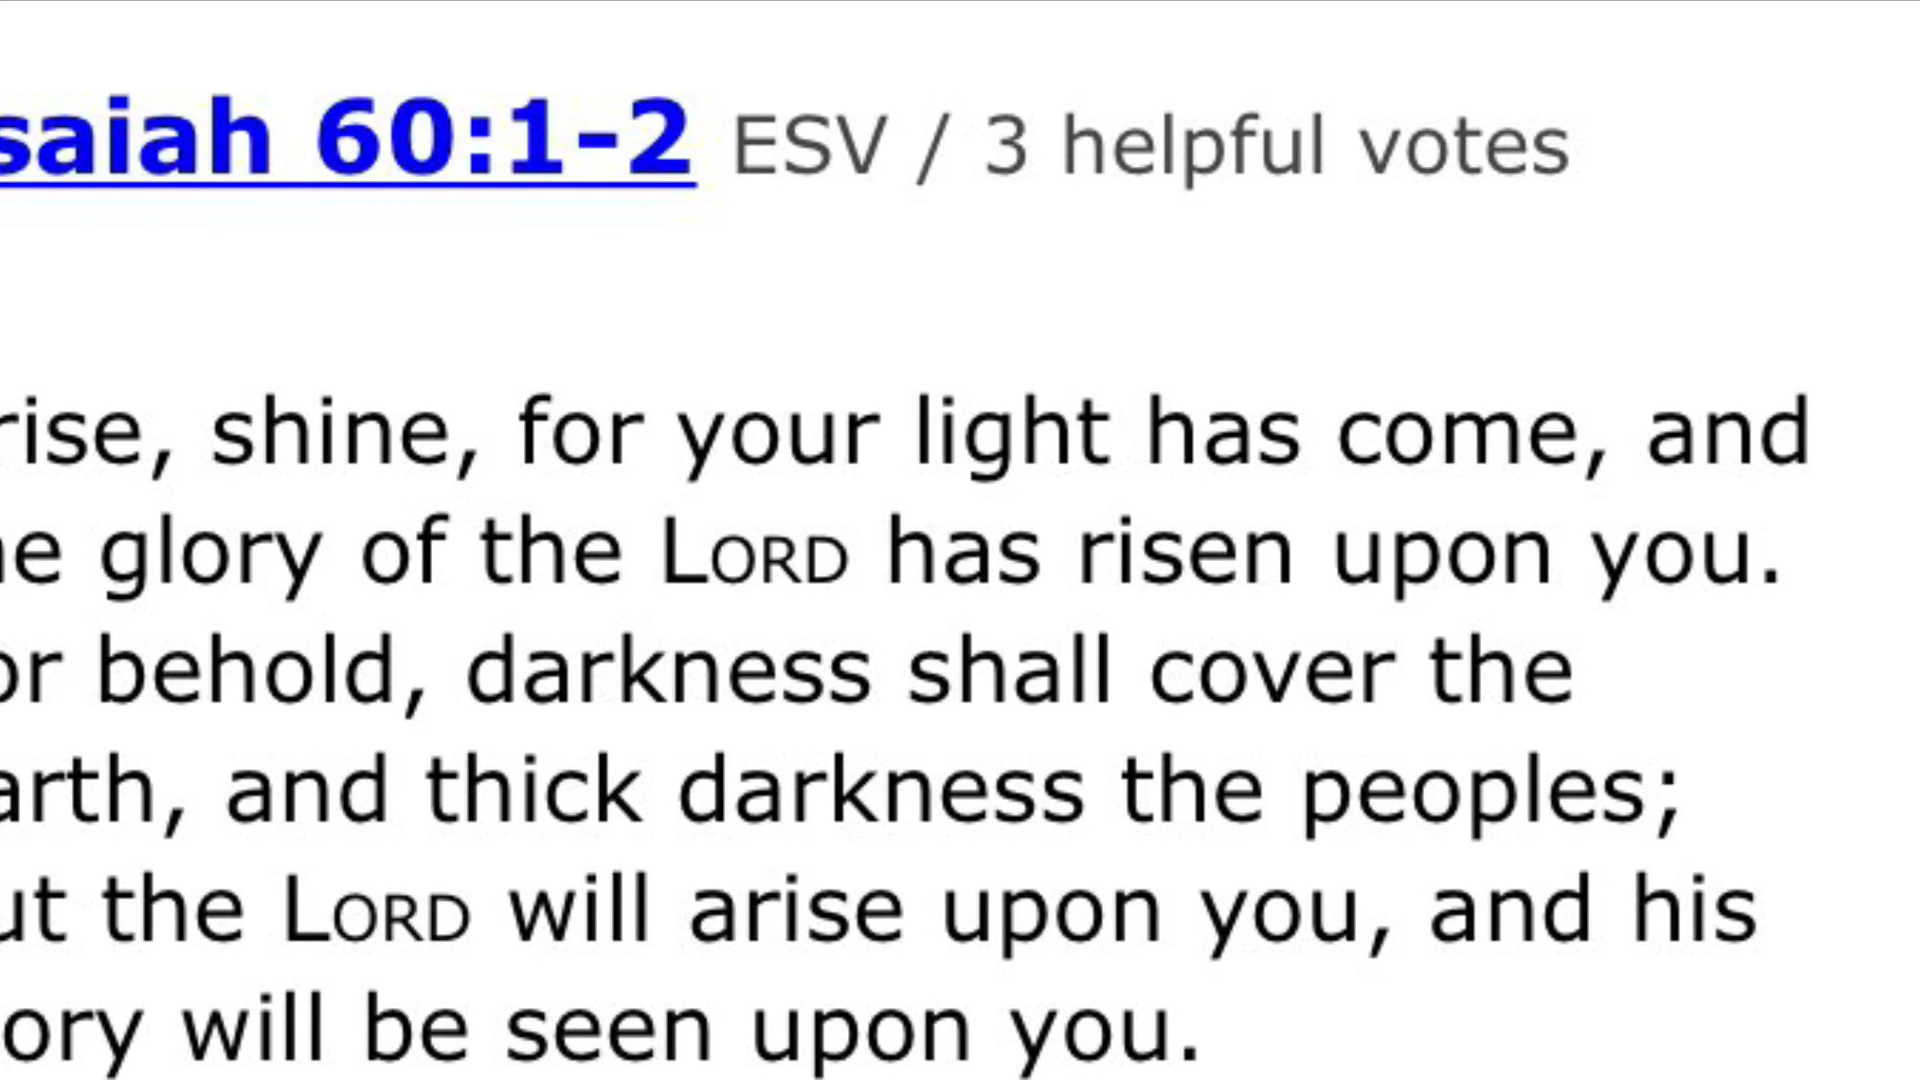 saiah 60:1-2 ESV / 3 helpful votes
rise, shine, for your light has come, and
he glory of the LORD has risen upon you.
or behold, darkness shall cover the
arth, and thick darkness the peoples;
ut the LORD will arise upon you, and his
ory will be seen upon you.